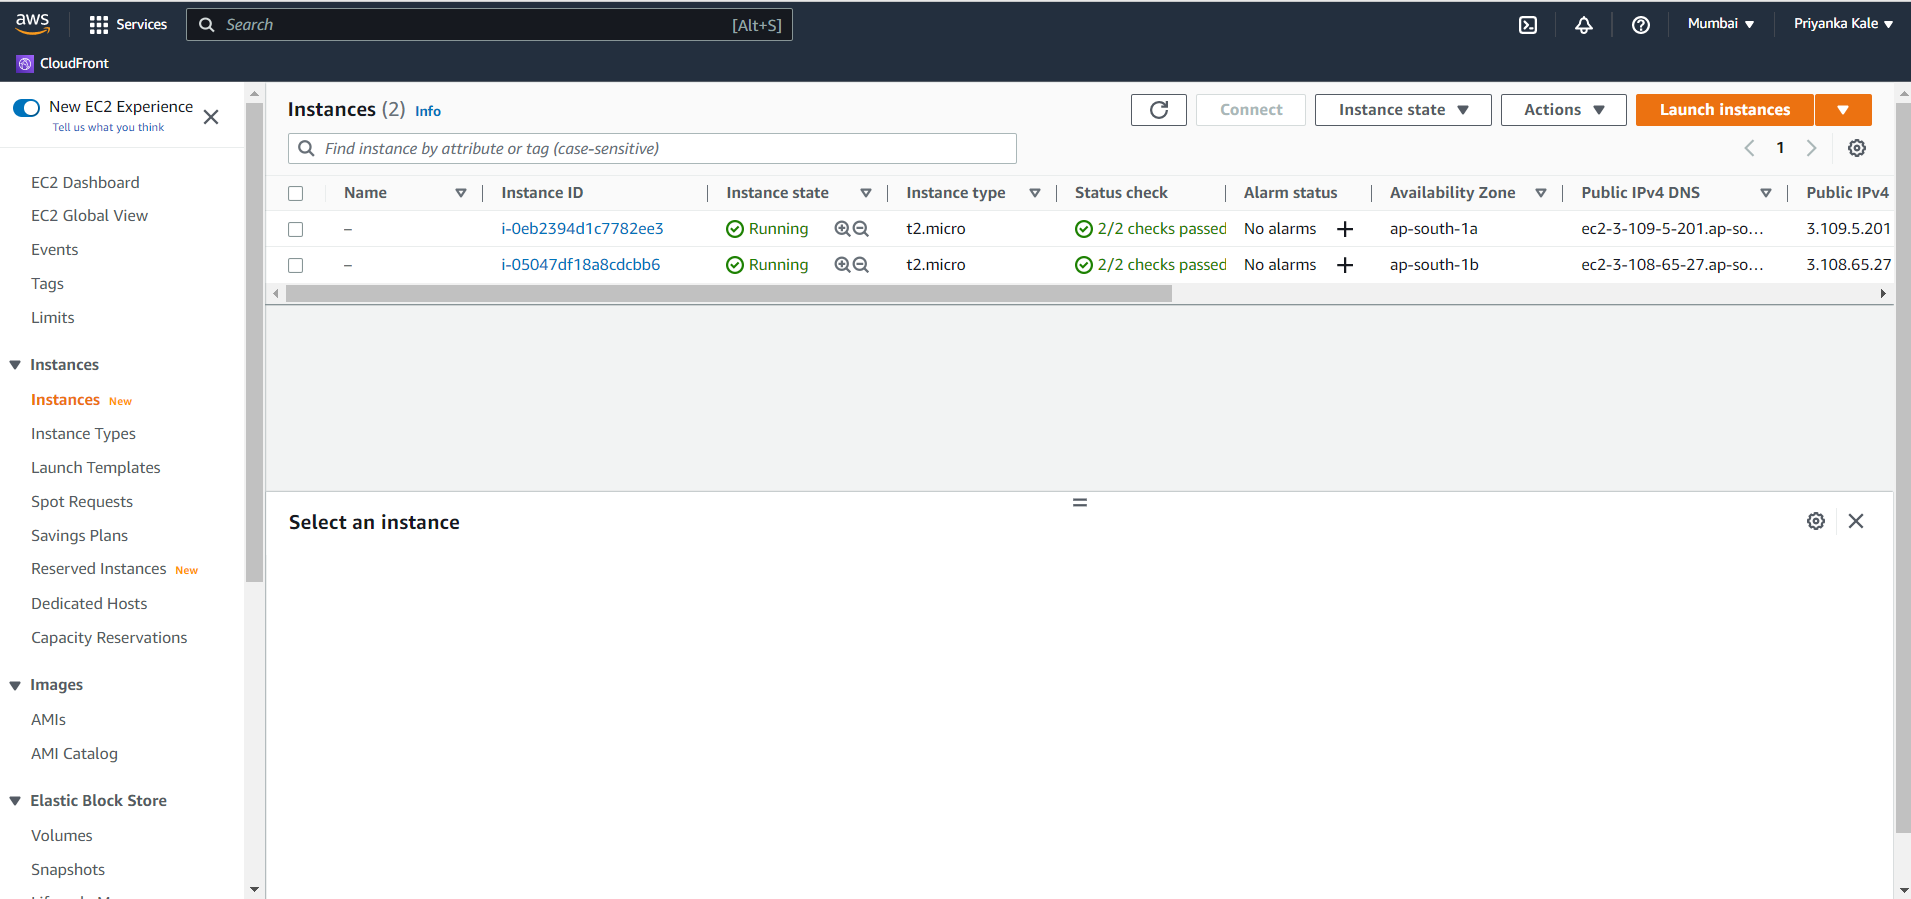 aws
Services
Search
[Alt+S]
Mumbai
Priyanka Kale
CloudFront
New EC2 Experience
Tell us what you think
EC2 Dashboard
EC2 Global View
Events
Tags
Limits
Instances
Instances New
Instance Types
Launch Templates
Spot Requests
Savings Plans
Reserved Instances New
Dedicated Hosts
Capacity Reservations
Images
AMIs
AMI Catalog
Elastic Block Store
Volumes
Snapshots
Instances (2) Info
Connect
Instance state
Actions
Launch instances
Find instance by attribute or tag (case-sensitive)
1
Name Instance ID Instance state Instance type Status check Alarm status Availability Zone Public IPv4 DNS Public IPv4
– i-0eb2394d1c7782ee3 Running t2.micro 2/2 checks passed No alarms + ap-south-1a ec2-3-109-5-201.ap-so... 3.109.5.201
– i-05047df18a8cdcbb6 Running t2.micro 2/2 checks passed No alarms + ap-south-1b ec2-3-108-65-27.ap-so... 3.108.65.27
Select an instance